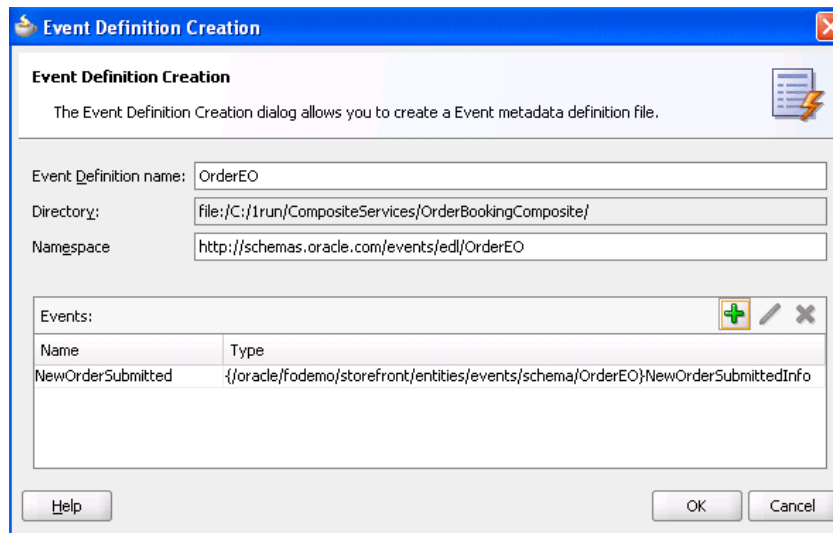 Event Definition Creation
Event Definition Creation
The Event Definition Creation dialog allows you to create a Event metadata definition file.
Event Definition name: OrderEO
Directory: file:/C:/1run/CompositeServices/OrderBookingComposite/
Namespace http://schemas.oracle.com/events/edl/OrderEO
Events:
Name Type
NewOrderSubmitted {/oracle/fodemo/storefront/entities/events/schema/OrderEO}NewOrderSubmittedInfo
Help OK Cancel